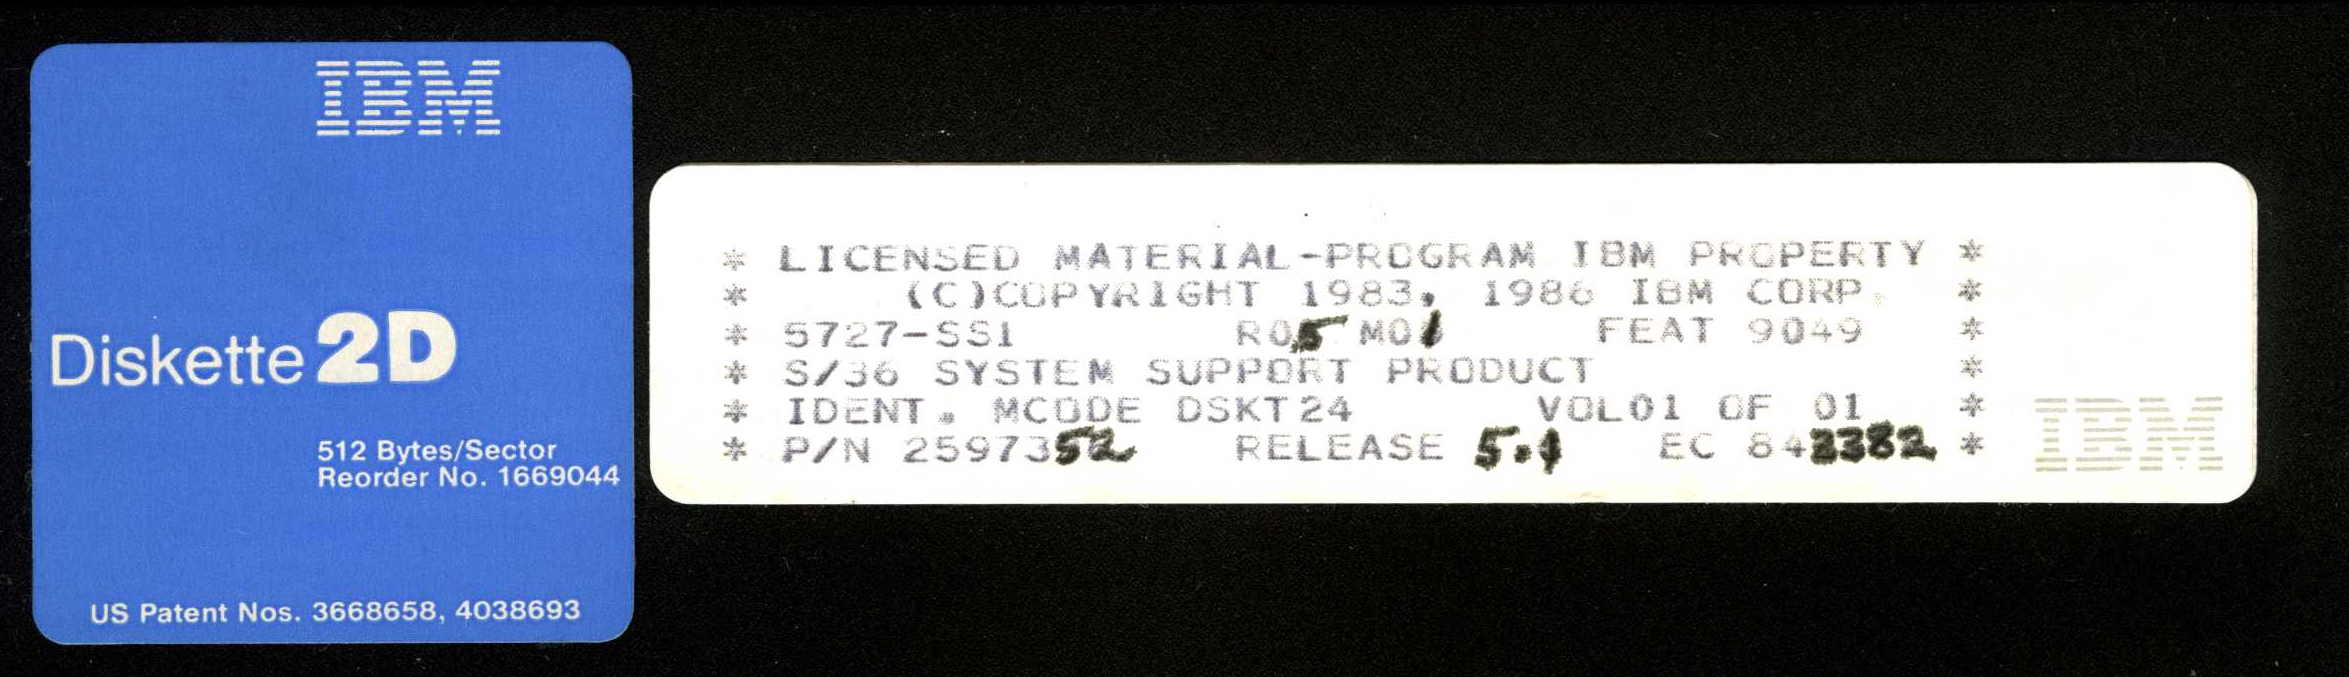 IBM
Diskette 2D
512 Bytes/Sector
Reorder No. 1669044
US Patent Nos. 3668658, 4038693
* LICENSED MATERIAL-PROGRAM IBM PROPERTY *
* (C)COPYRIGHT 1983, 1986 IBM CORP. *
* 5727-SS1 R05 M01 FEAT 9049 *
* S/36 SYSTEM SUPPORT PRODUCT *
* IDENT. MCODE DSKT24 VOL01 OF 01 *
* P/N 2597352 RELEASE 5.1 EC 842382 *
IBM